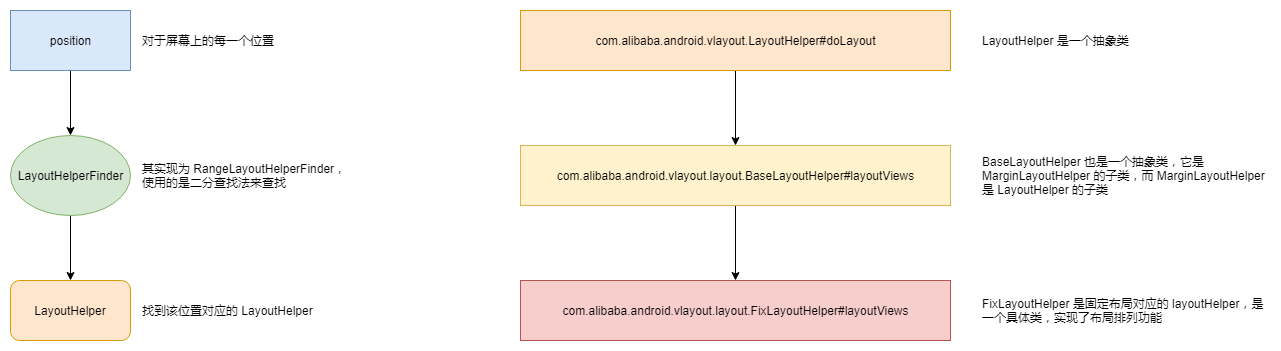 position
对于屏幕上的每一个位置
LayoutHelperFinder
其实现为 RangeLayoutHelperFinder，
使用的是二分查找法来查找
LayoutHelper
找到该位置对应的 LayoutHelper
com.alibaba.android.vlayout.LayoutHelper#doLayout
LayoutHelper 是一个抽象类
com.alibaba.android.vlayout.layout.BaseLayoutHelper#layoutViews
BaseLayoutHelper 也是一个抽象类，它是
MarginLayoutHelper 的子类，而 MarginLayoutHelper
是 LayoutHelper 的子类
com.alibaba.android.vlayout.layout.FixLayoutHelper#layoutViews
FixLayoutHelper 是固定布局对应的 layoutHelper，是
一个具体类，实现了布局排列功能